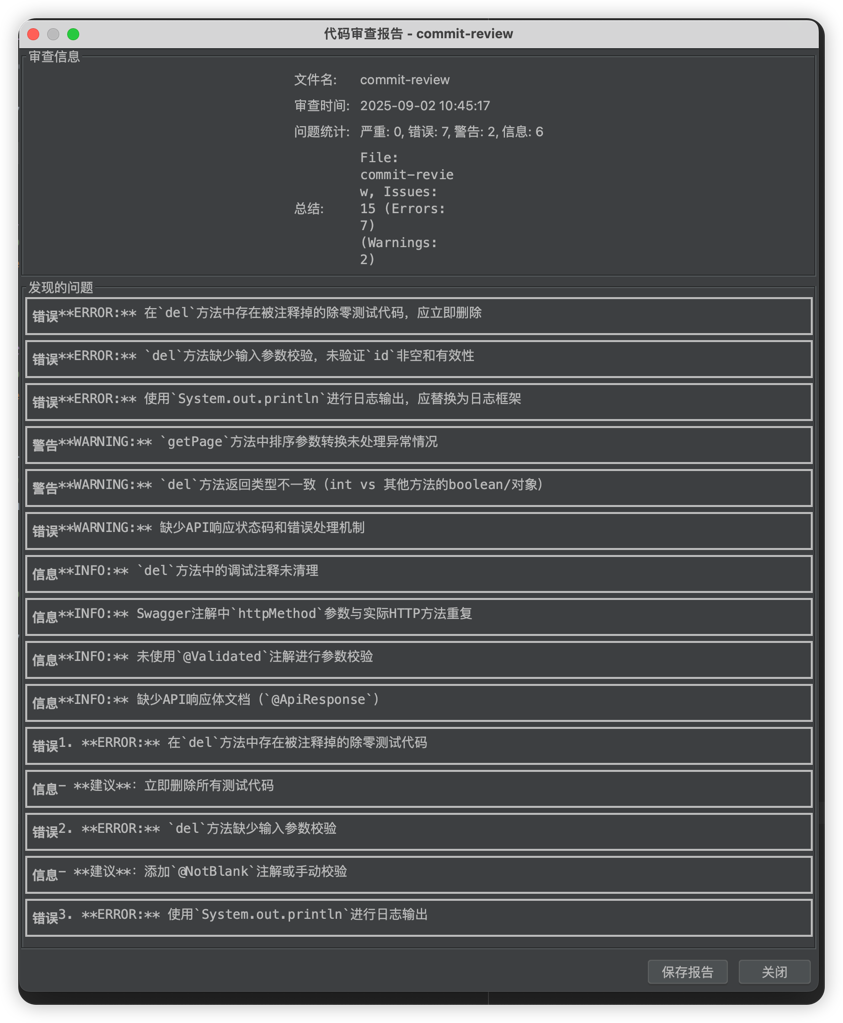 代码审查报告 - commit-review
审查信息
文件名: commit-review
审查时间: 2025-09-02 10:45:17
问题统计: 严重: 0, 错误: 7, 警告: 2, 信息: 6
总结:
File:
commit-revie
w, Issues:
15 (Errors:
7)
(Warnings:
2)
发现的问题
错误**ERROR:** 在`del`方法中存在被注释掉的除零测试代码，应立即删除
错误**ERROR:** `del`方法缺少输入参数校验，未验证`id`非空和有效性
错误**ERROR:** 使用`System.out.println`进行日志输出，应替换为日志框架
警告**WARNING:** `getPage`方法中排序参数转换未处理异常情况
警告**WARNING:** `del`方法返回类型不一致（int vs 其他方法的boolean/对象）
错误**WARNING:** 缺少API响应状态码和错误处理机制
信息**INFO:** `del`方法中的调试注释未清理
信息**INFO:** Swagger注解中`httpMethod`参数与实际HTTP方法重复
信息**INFO:** 未使用`@Validated`注解进行参数校验
信息**INFO:** 缺少API响应体文档（`@ApiResponse`）
错误1. **ERROR:** 在`del`方法中存在被注释掉的除零测试代码
信息- **建议**: 立即删除所有测试代码
错误2. **ERROR:** `del`方法缺少输入参数校验
信息- **建议**: 添加`@NotBlank`注解或手动校验
错误3. **ERROR:** 使用`System.out.println`进行日志输出
保存报告 关闭